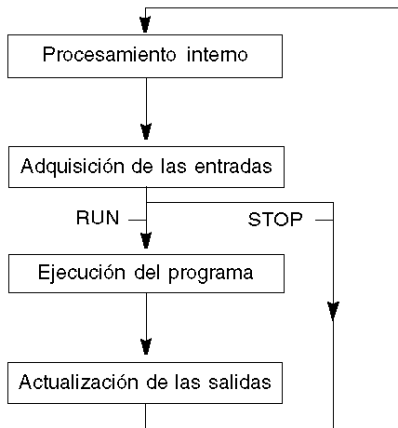 Procesamiento interno
Adquisición de las entradas
RUN
STOP
Ejecución del programa
Actualización de las salidas